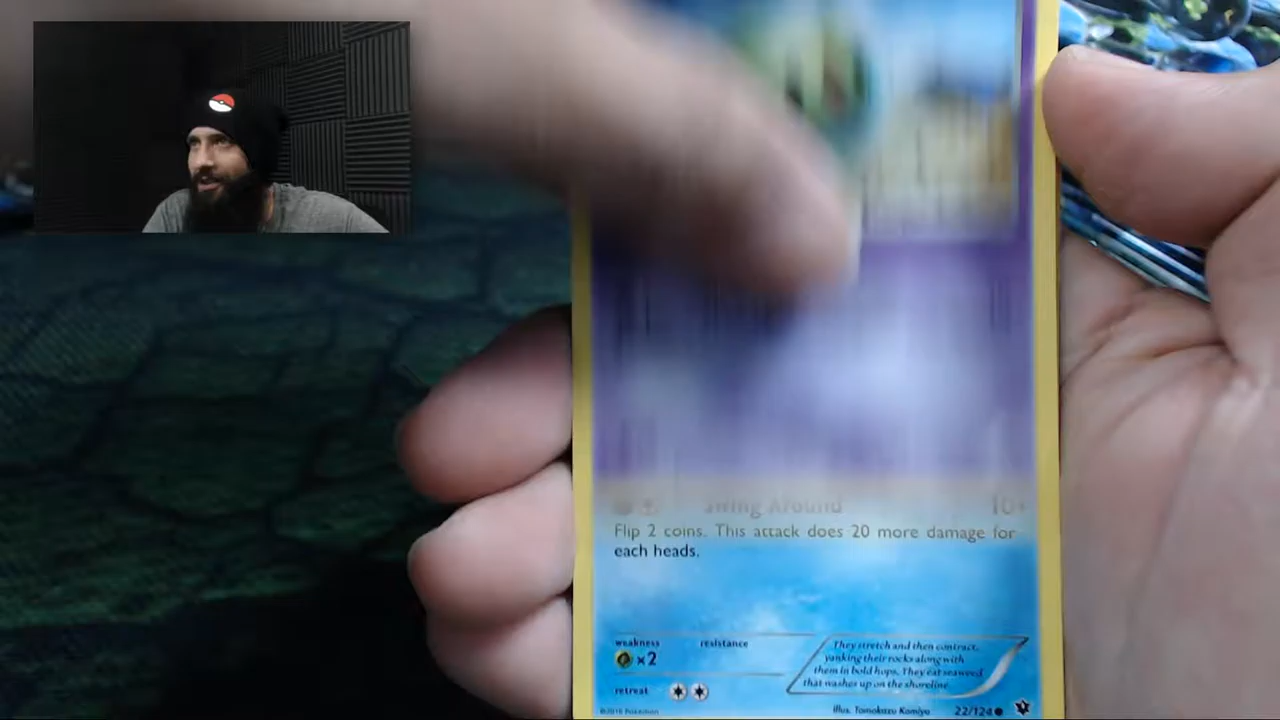 Swing Around 10+
Flip 2 coins. This attack does 20 more damage for
each heads.
weakness resistance
×2
They stretch and then contract,
yanking their rocks along with
them in bold hops. They eat seaweed
that washes up on the shoreline.
retreat
©2016 Pokémon
Illus. Tomokazu Komiya 22/124